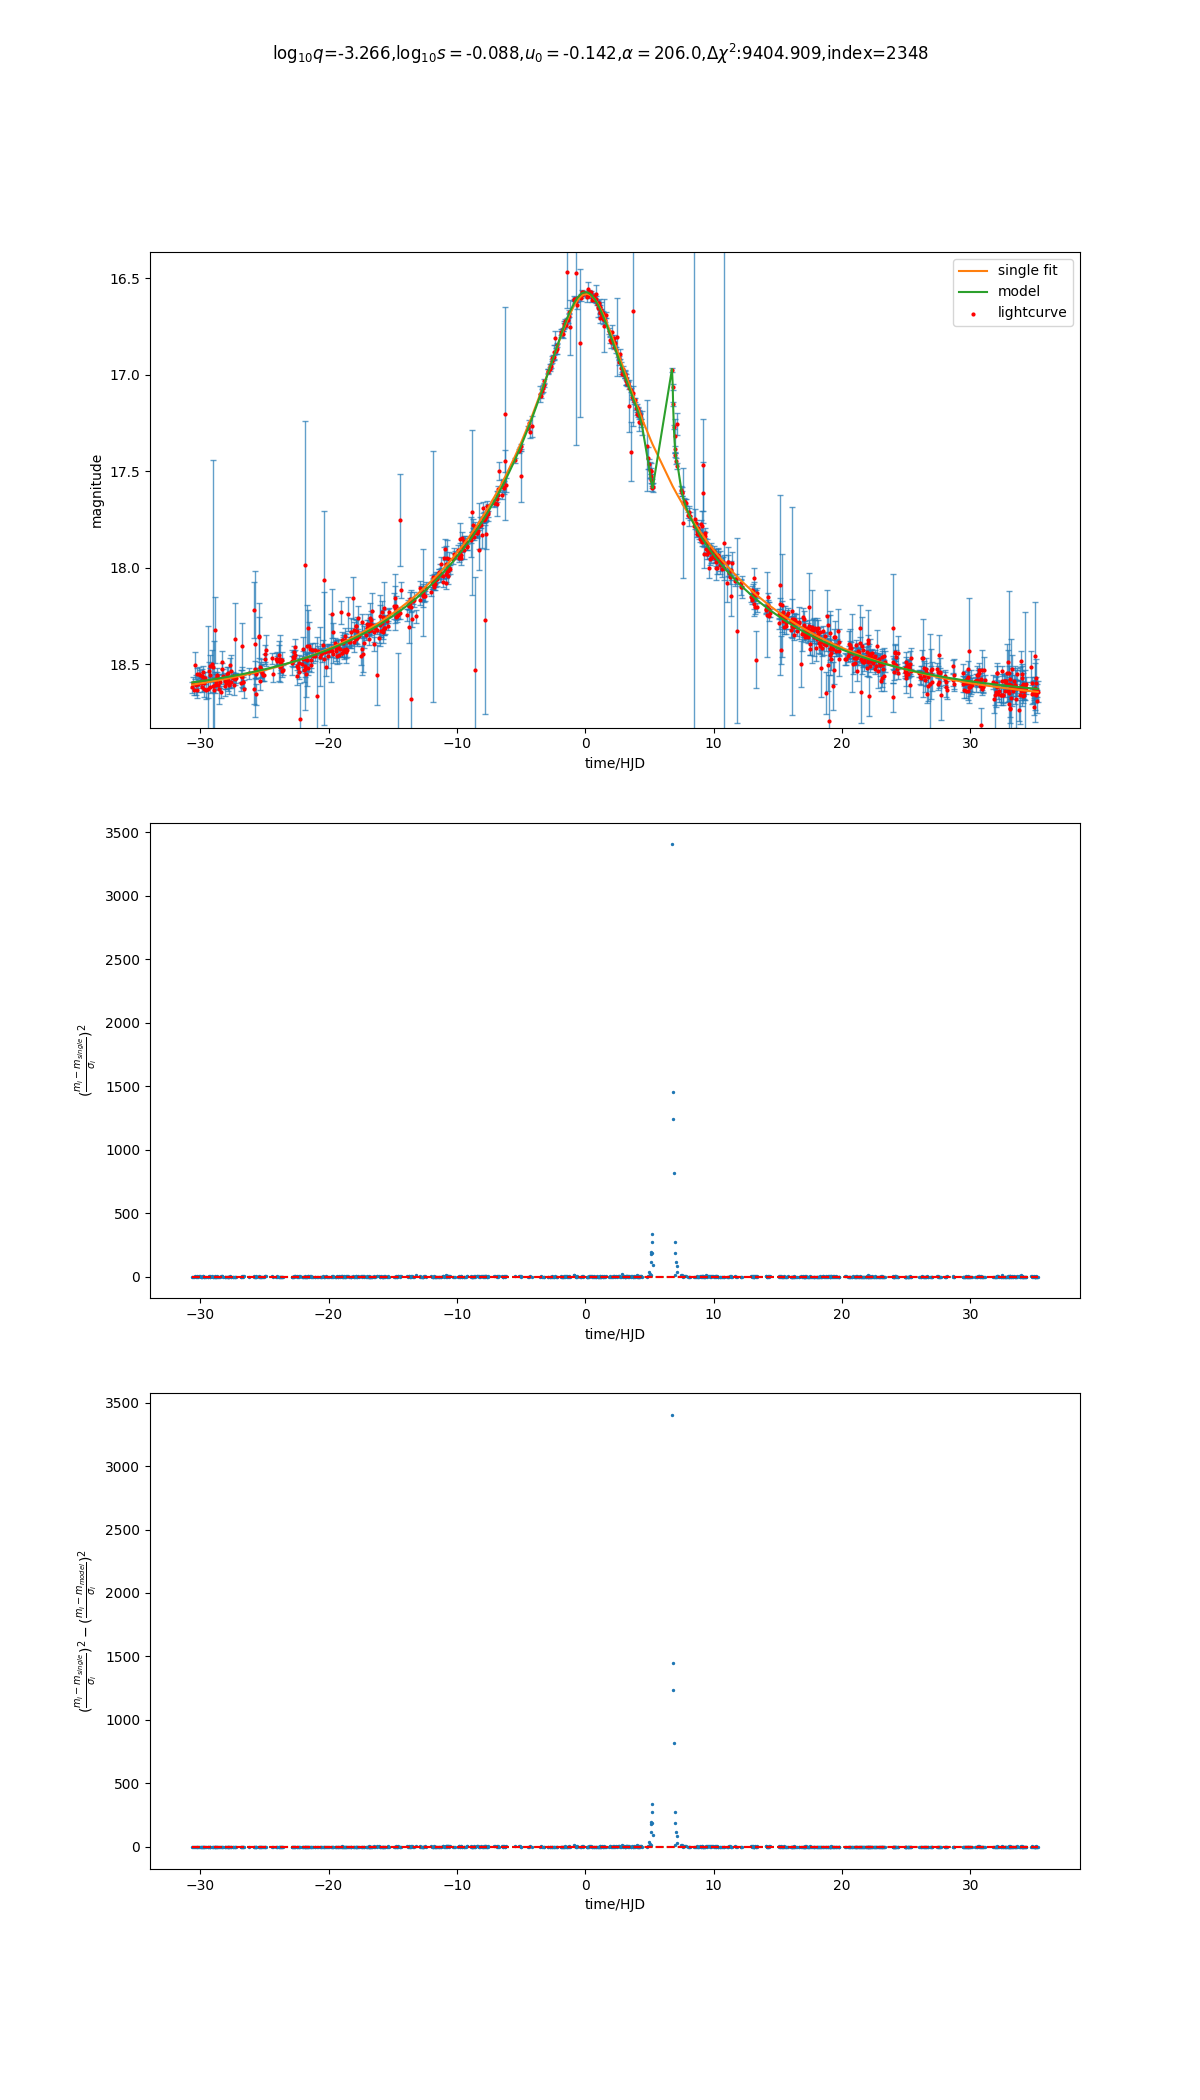 log₁₀q=-3.266,log₁₀s = -0.088,u₀ = -0.142,α = 206.0,Δχ²:9404.909,index=2348
16.5
17.0
17.5
18.0
18.5
magnitude
single fit
model
lightcurve
−30 −20 −10 0 10 20 30
time/HJD
3500
3000
2500
2000
1500
1000
500
0
(mᵢ − m_single / σᵢ)²
−30 −20 −10 0 10 20 30
time/HJD
3500
3000
2500
2000
1500
1000
500
0
(mᵢ − m_single / σᵢ)² − (mᵢ − m_model / σᵢ)²
−30 −20 −10 0 10 20 30
time/HJD